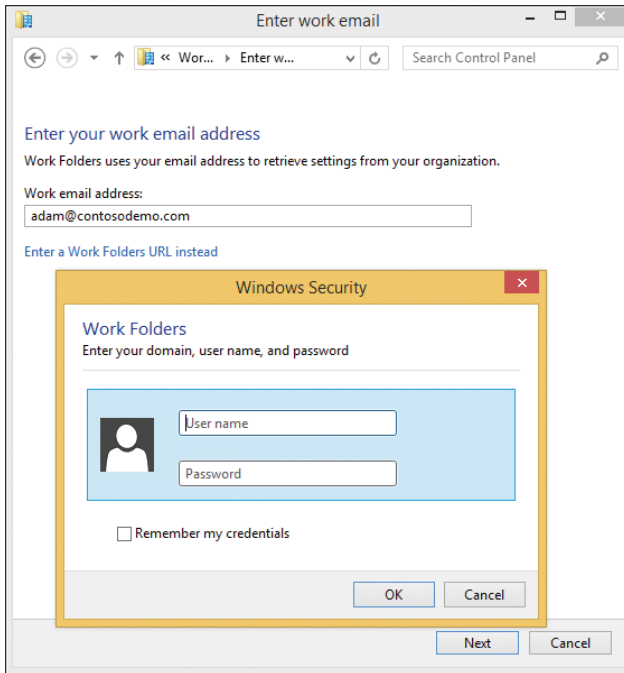 Enter work email
« Wor... Enter w... Search Control Panel
Enter your work email address
Work Folders uses your email address to retrieve settings from your organization.
Work email address:
adam@contosodemo.com
Enter a Work Folders URL instead
Windows Security
Work Folders
Enter your domain, user name, and password
User name
Password
Remember my credentials
OK Cancel
Next Cancel